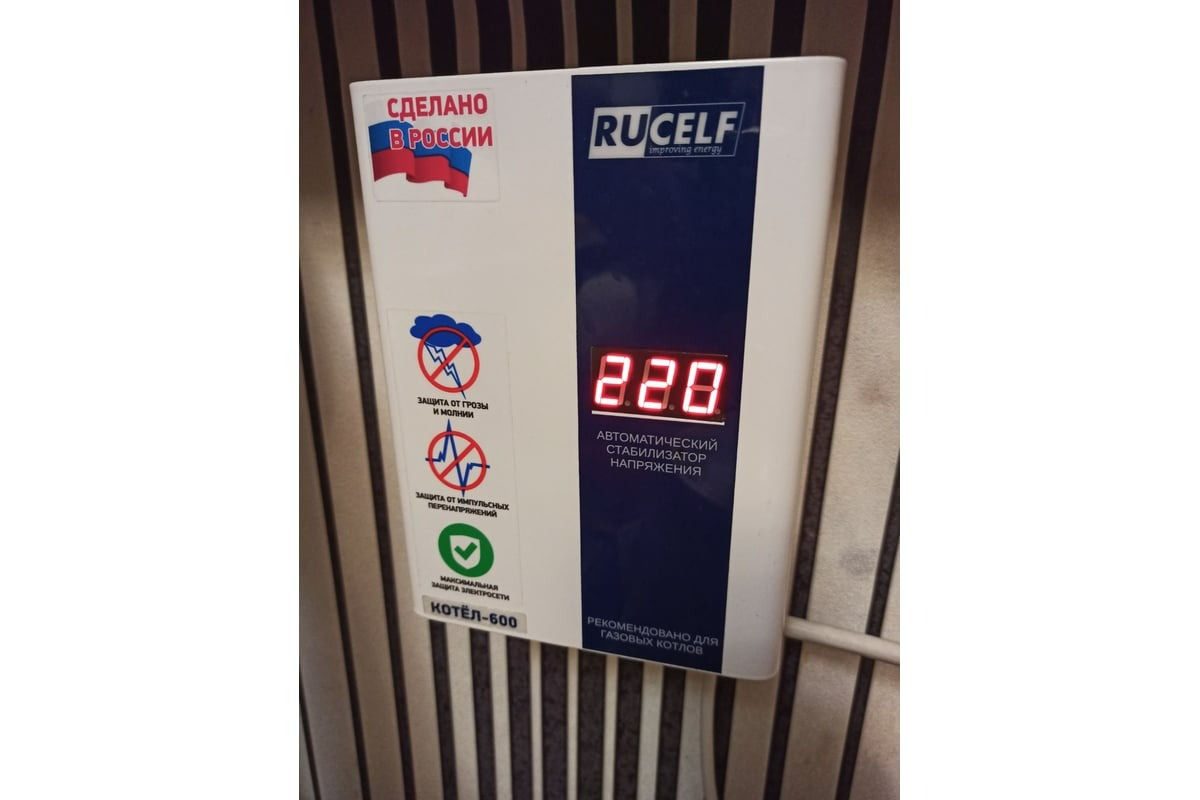 СДЕЛАНО
В РОССИИ
RUCELF
improving energy
220
АВТОМАТИЧЕСКИЙ
СТАБИЛИЗАТОР
НАПРЯЖЕНИЯ
ЗАЩИТА ОТ ГРОЗЫ
И МОЛНИИ
ЗАЩИТА ОТ ИМПУЛЬСНЫХ
ПЕРЕНАПРЯЖЕНИЙ
МАКСИМАЛЬНАЯ
ЗАЩИТА ЭЛЕКТРОСЕТИ
КОТЁЛ-600
РЕКОМЕНДОВАНО ДЛЯ
ГАЗОВЫХ КОТЛОВ